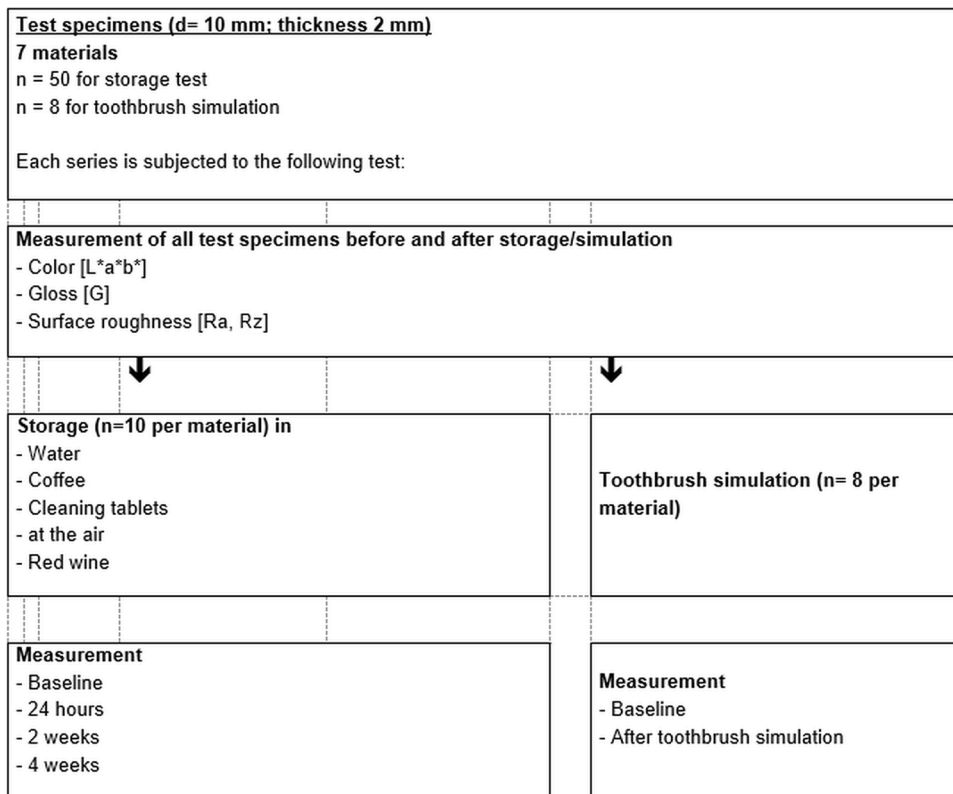 Test specimens (d= 10 mm; thickness 2 mm)
7 materials
n = 50 for storage test
n = 8 for toothbrush simulation
Each series is subjected to the following test:
Measurement of all test specimens before and after storage/simulation
- Color [L*a*b*]
- Gloss [G]
- Surface roughness [Ra, Rz]
Storage (n=10 per material) in
- Water
- Coffee
- Cleaning tablets
- at the air
- Red wine
Toothbrush simulation (n= 8 per
material)
Measurement
- Baseline
- 24 hours
- 2 weeks
- 4 weeks
Measurement
- Baseline
- After toothbrush simulation